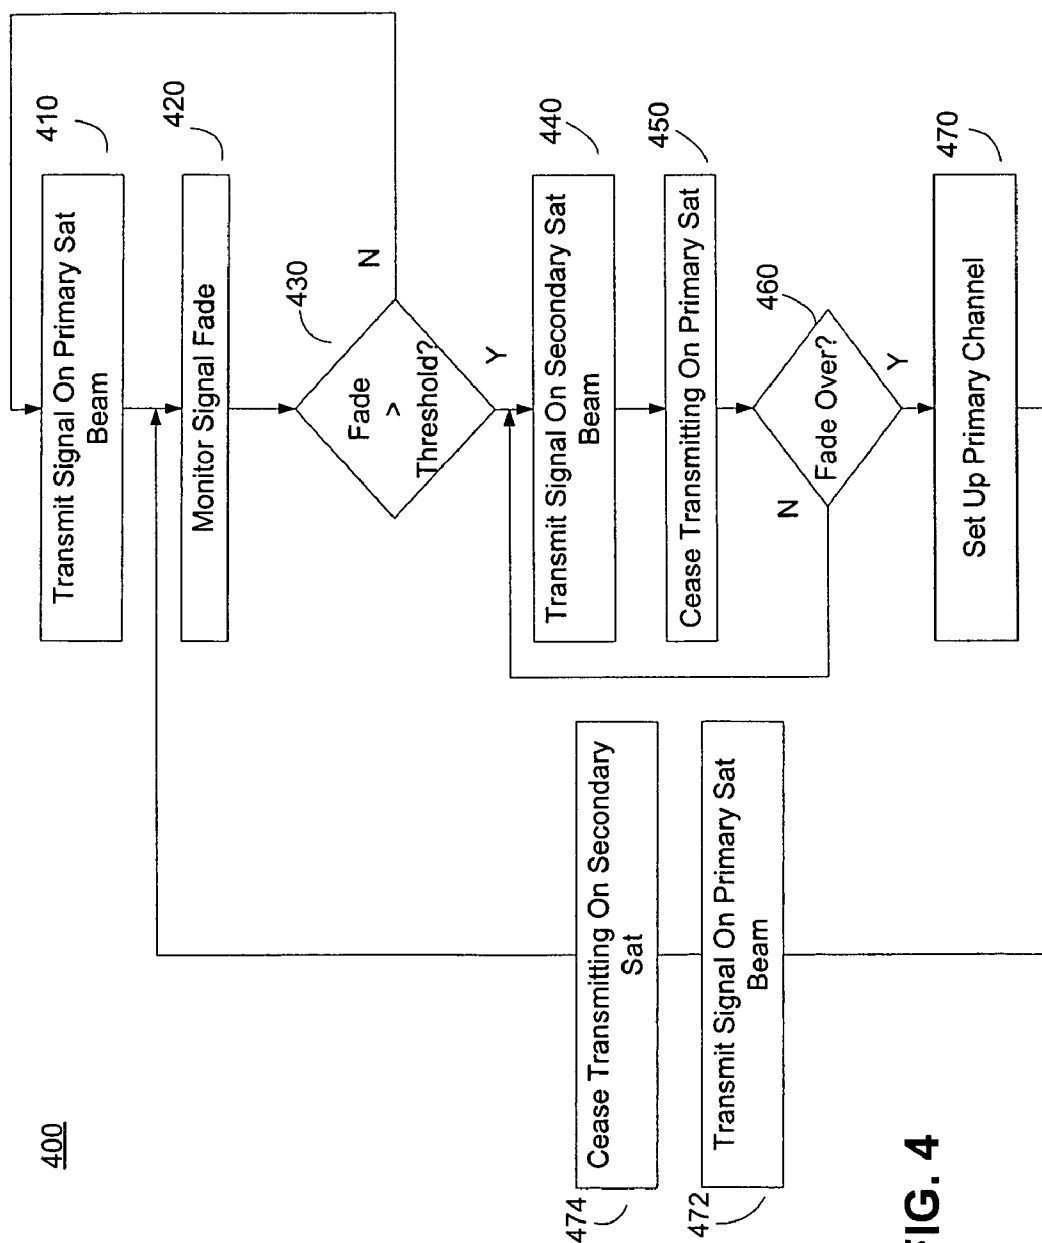 400
410
Transmit Signal On Primary Sat
Beam
420
Monitor Signal Fade
430
Fade
>
Threshold?
N
Y
440
Transmit Signal On Secondary Sat
Beam
450
Cease Transmitting On Primary Sat
460
Fade Over?
N
Y
470
Set Up Primary Channel
472
Transmit Signal On Primary Sat
Beam
474
Cease Transmitting On Secondary
Sat
FIG. 4